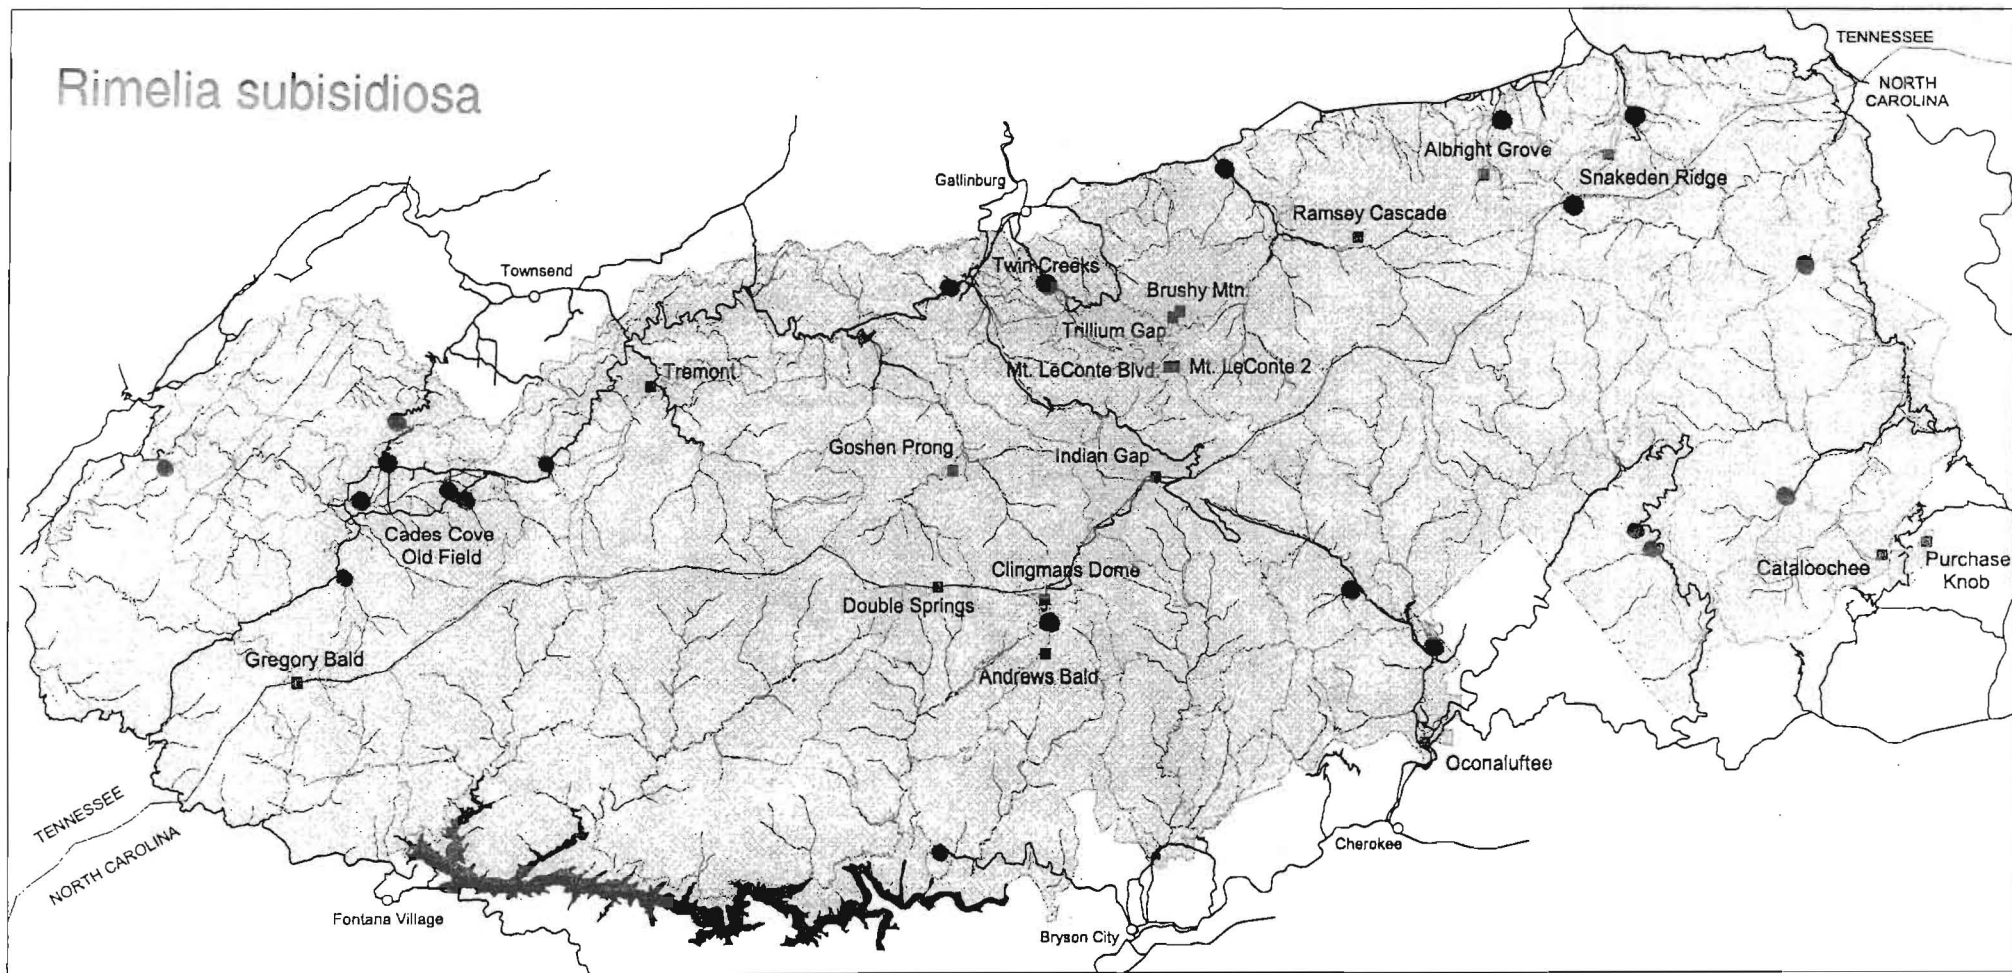 Rimelia subisidiosa
TENNESSEE
NORTH
CAROLINA
Albright Grove
Snakeden Ridge
Gatlinburg
Ramsey Cascade
Townsend
Twin Creeks
Brushy Mtn
Trillium Gap
Tremont
Mt. LeConte Blvd.
Mt. LeConte 2
Goshen Prong
Indian Gap
Cades Cove
Old Field
Clingmans Dome
Cataloochee
Purchase
Knob
Double Springs
Gregory Bald
Andrews Bald
Oconaluftee
TENNESSEE
NORTH CAROLINA
Cherokee
Fontana Village
Bryson City